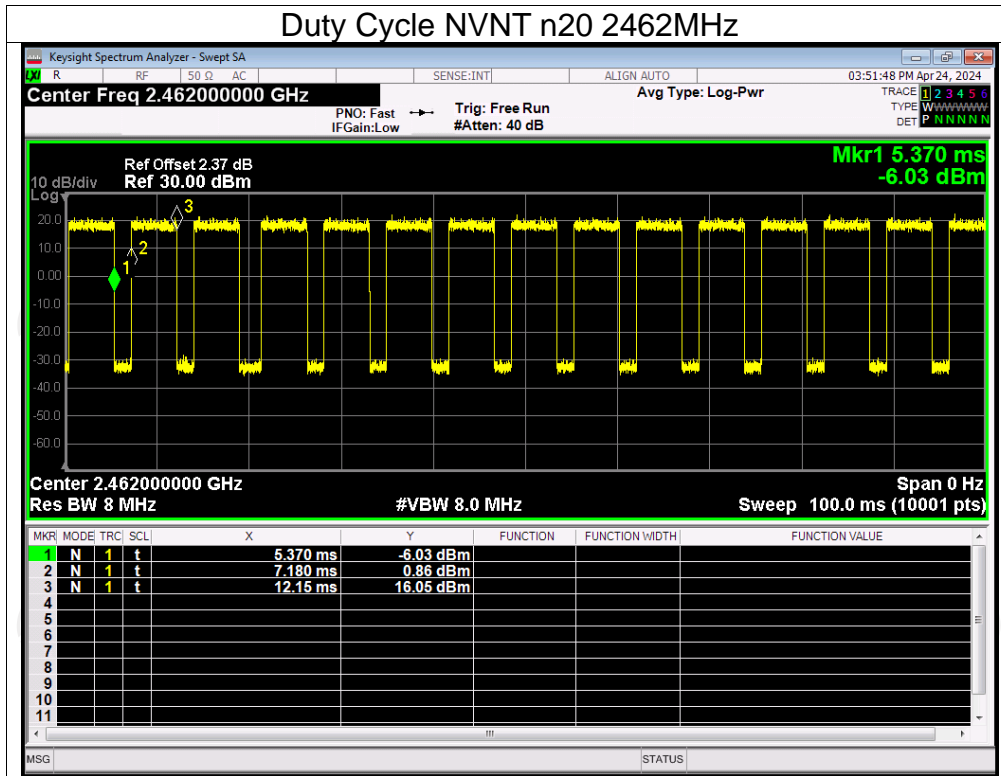 Duty Cycle NVNT n20 2462MHz
Keysight Spectrum Analyzer - Swept SA
LXI R RF 50 Ω AC SENSE:INT ALIGN AUTO 03:51:48 PM Apr 24, 2024
Center Freq 2.462000000 GHz Avg Type: Log-Pwr TRACE 1 2 3 4 5 6
PNO: Fast Trig: Free Run TYPE WWWWWW
IFGain:Low #Atten: 40 dB DET P N N N N N
Mkr1 5.370 ms
Ref Offset 2.37 dB
10 dB/div Ref 30.00 dBm -6.03 dBm
Log
3
20.0
10.0
2
0.00
1
-10.0
-20.0
-30.0
-40.0
-50.0
-60.0
Center 2.462000000 GHz Span 0 Hz
Res BW 8 MHz #VBW 8.0 MHz Sweep 100.0 ms (10001 pts)
MKR MODE TRC SCL X Y FUNCTION FUNCTION WIDTH FUNCTION VALUE
1 N 1 t 5.370 ms -6.03 dBm
2 N 1 t 7.180 ms 0.86 dBm
3 N 1 t 12.15 ms 16.05 dBm
4
5
6
7
8
9
10
11
MSG STATUS